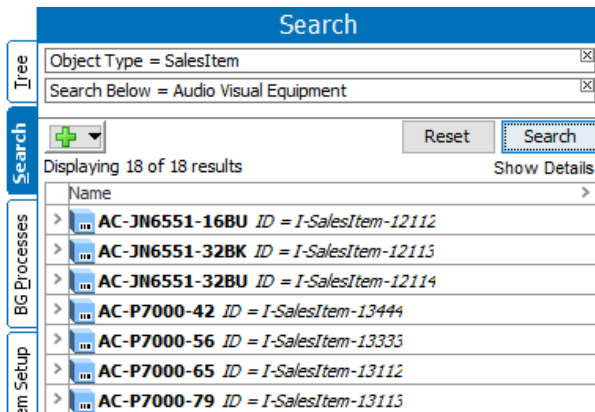 Search
Tree
Object Type = SalesItem
Search Below = Audio Visual Equipment
Search
Reset
Search
Displaying 18 of 18 results
Show Details
Name
AC-JN6551-16BU ID = I-SalesItem-12112
BG Processes
AC-JN6551-32BK ID = I-SalesItem-12113
AC-JN6551-32BU ID = I-SalesItem-12114
AC-P7000-42 ID = I-SalesItem-13444
AC-P7000-56 ID = I-SalesItem-13333
em Setup
AC-P7000-65 ID = I-SalesItem-13112
AC-P7000-79 ID = I-SalesItem-13113